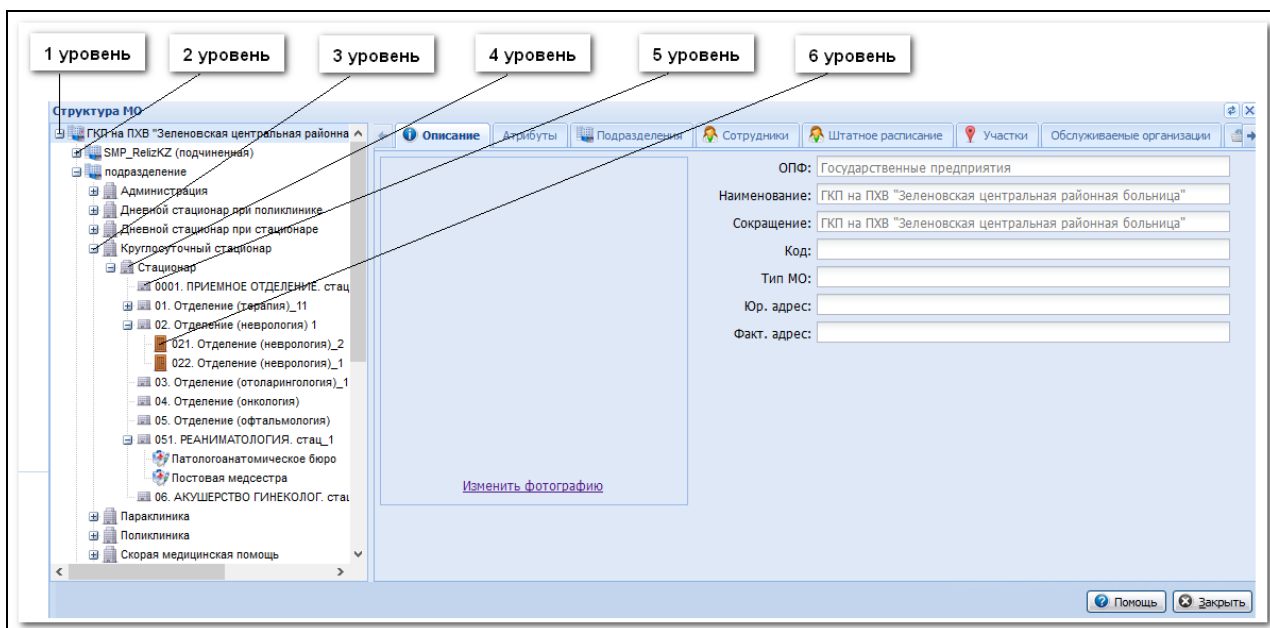 1 уровень
2 уровень
3 уровень
4 уровень
5 уровень
6 уровень
Структура МО
ГКП на ПХВ "Зеленовская центральная районна
SMP_RelizKZ (подчиненная)
подразделение
Администрация
Дневной стационар при поликлинике
Дневной стационар при стационаре
Круглосуточный стационар
Стационар
0001. ПРИЕМНОЕ ОТДЕЛЕНИЕ. стац
01. Отделение (терапия)_11
02. Отделение (неврология) 1
021. Отделение (неврология)_2
022. Отделение (неврология)_1
03. Отделение (отоларингология)_1
04. Отделение (онкология)
05. Отделение (офтальмология)
051. РЕАНИМАТОЛОГИЯ. стац_1
Патологоанатомическое бюро
Постовая медсестра
06. АКУШЕРСТВО ГИНЕКОЛОГ. стац
Параклиника
Поликлиника
Скорая медицинская помощь
Описание
Атрибуты
Подразделения
Сотрудники
Штатное расписание
Участки
Обслуживаемые организации
Изменить фотографию
ОПФ: Государственные предприятия
Наименование: ГКП на ПХВ "Зеленовская центральная районная больница"
Сокращение: ГКП на ПХВ "Зеленовская центральная районная больница"
Код:
Тип МО:
Юр. адрес:
Факт. адрес:
Помощь
Закрыть